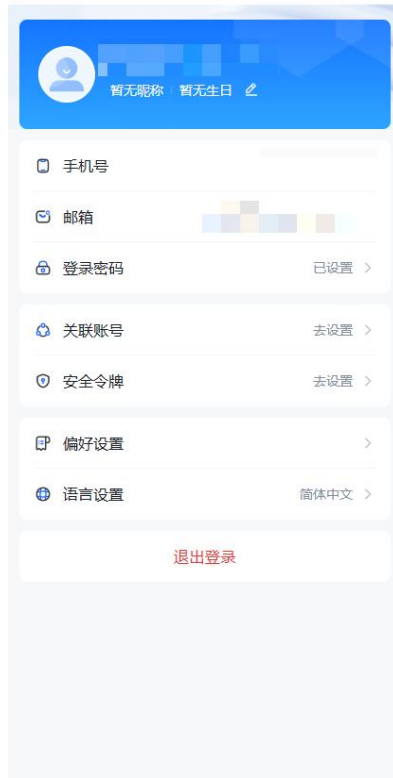 暂无昵称 暂无生日
手机号
邮箱
登录密码 已设置
关联账号 去设置
安全令牌 去设置
偏好设置
语言设置 简体中文
退出登录